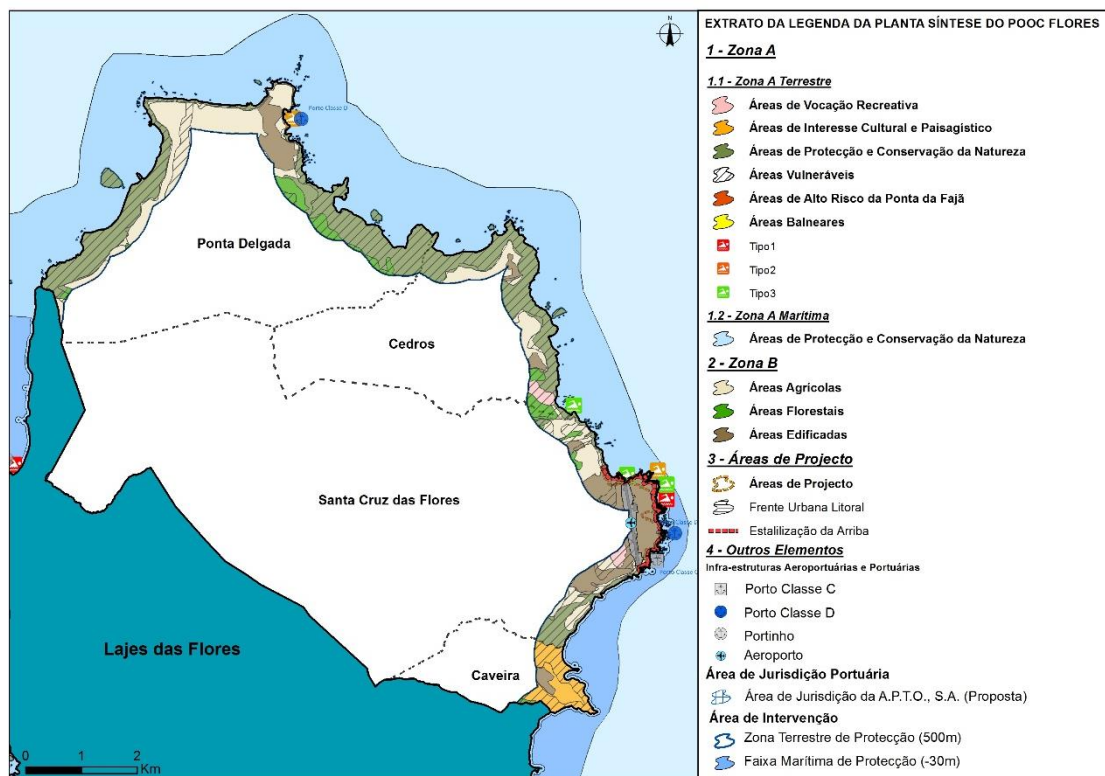 N
Porto Classe D
Ponta Delgada
Cedros
Santa Cruz das Flores
Porto Classe D
Porto Classe C
Lajes das Flores
Caveira
0 1 2
Km
EXTRATO DA LEGENDA DA PLANTA SÍNTESE DO POOC FLORES
1 - Zona A
1.1 - Zona A Terrestre
Áreas de Vocação Recreativa
Áreas de Interesse Cultural e Paisagístico
Áreas de Protecção e Conservação da Natureza
Áreas Vulneráveis
Áreas de Alto Risco da Ponta da Fajã
Áreas Balneares
Tipo1
Tipo2
Tipo3
1.2 - Zona A Marítima
Áreas de Protecção e Conservação da Natureza
2 - Zona B
Áreas Agrícolas
Áreas Florestais
Áreas Edificadas
3 - Áreas de Projecto
Áreas de Projecto
Frente Urbana Litoral
Estalilização da Arriba
4 - Outros Elementos
Infra-estruturas Aeroportuárias e Portuárias
Porto Classe C
Porto Classe D
Portinho
Aeroporto
Área de Jurisdição Portuária
Área de Jurisdição da A.P.T.O., S.A. (Proposta)
Área de Intervenção
Zona Terrestre de Protecção (500m)
Faixa Marítima de Protecção (-30m)